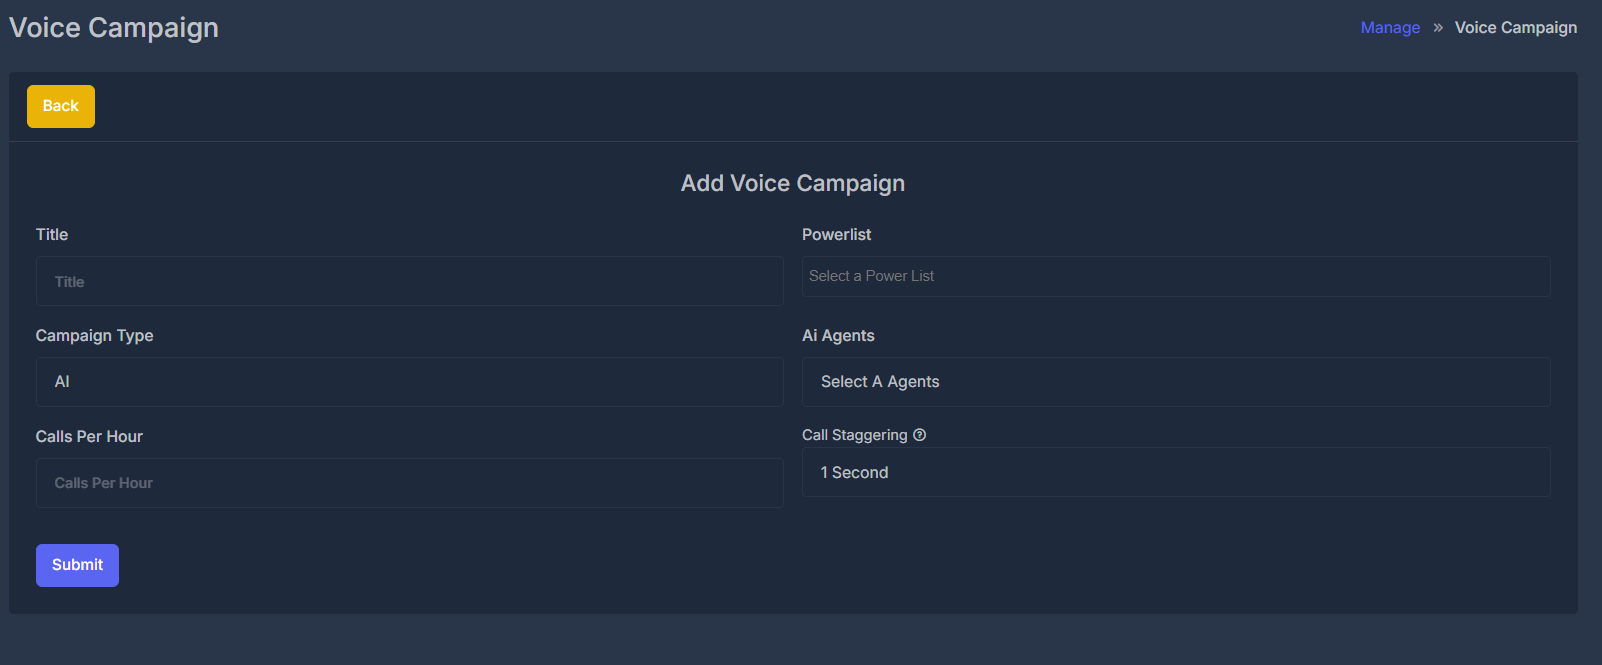 Voice Campaign
Manage » Voice Campaign
Back
Add Voice Campaign
Title
Powerlist
Title
Select a Power List
Campaign Type
Ai Agents
AI
Select A Agents
Calls Per Hour
Call Staggering
Calls Per Hour
1 Second
Submit